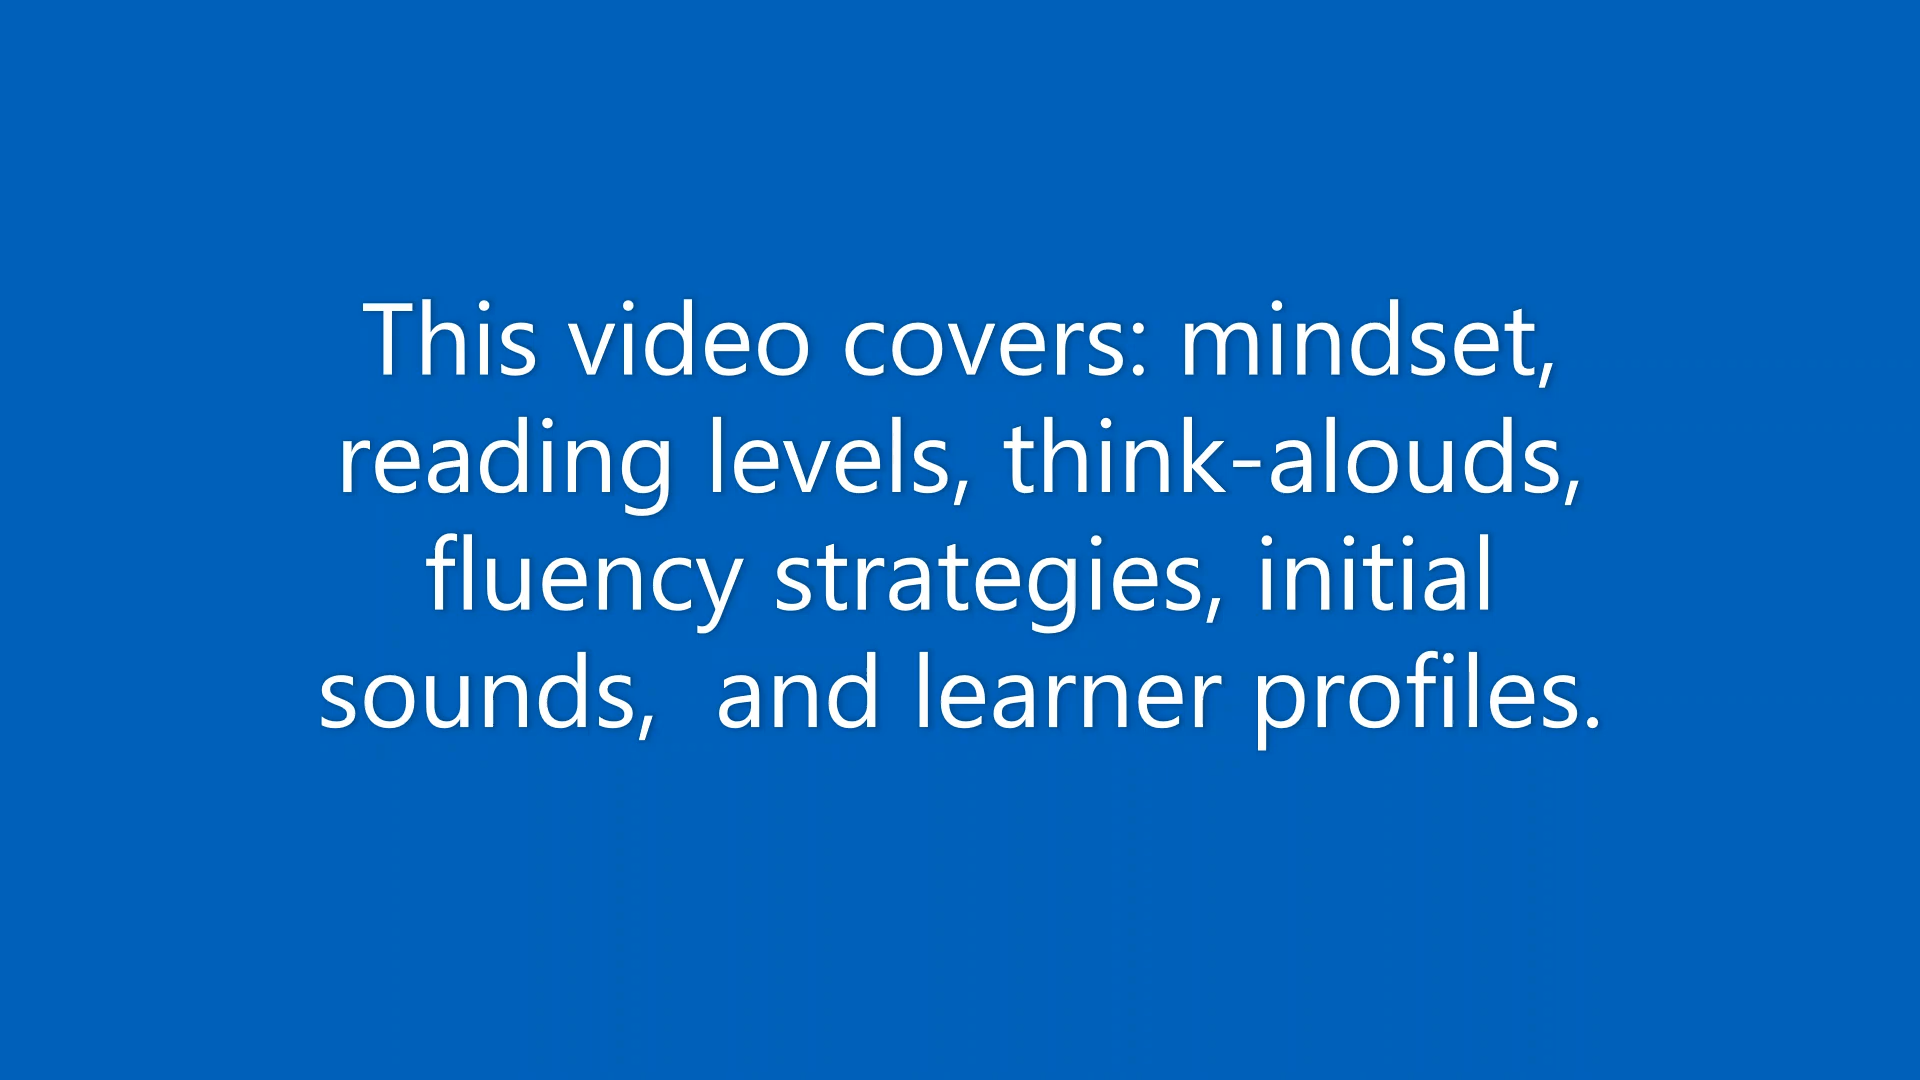 This video covers: mindset,
reading levels, think-alouds,
fluency strategies, initial
sounds,  and learner profiles.